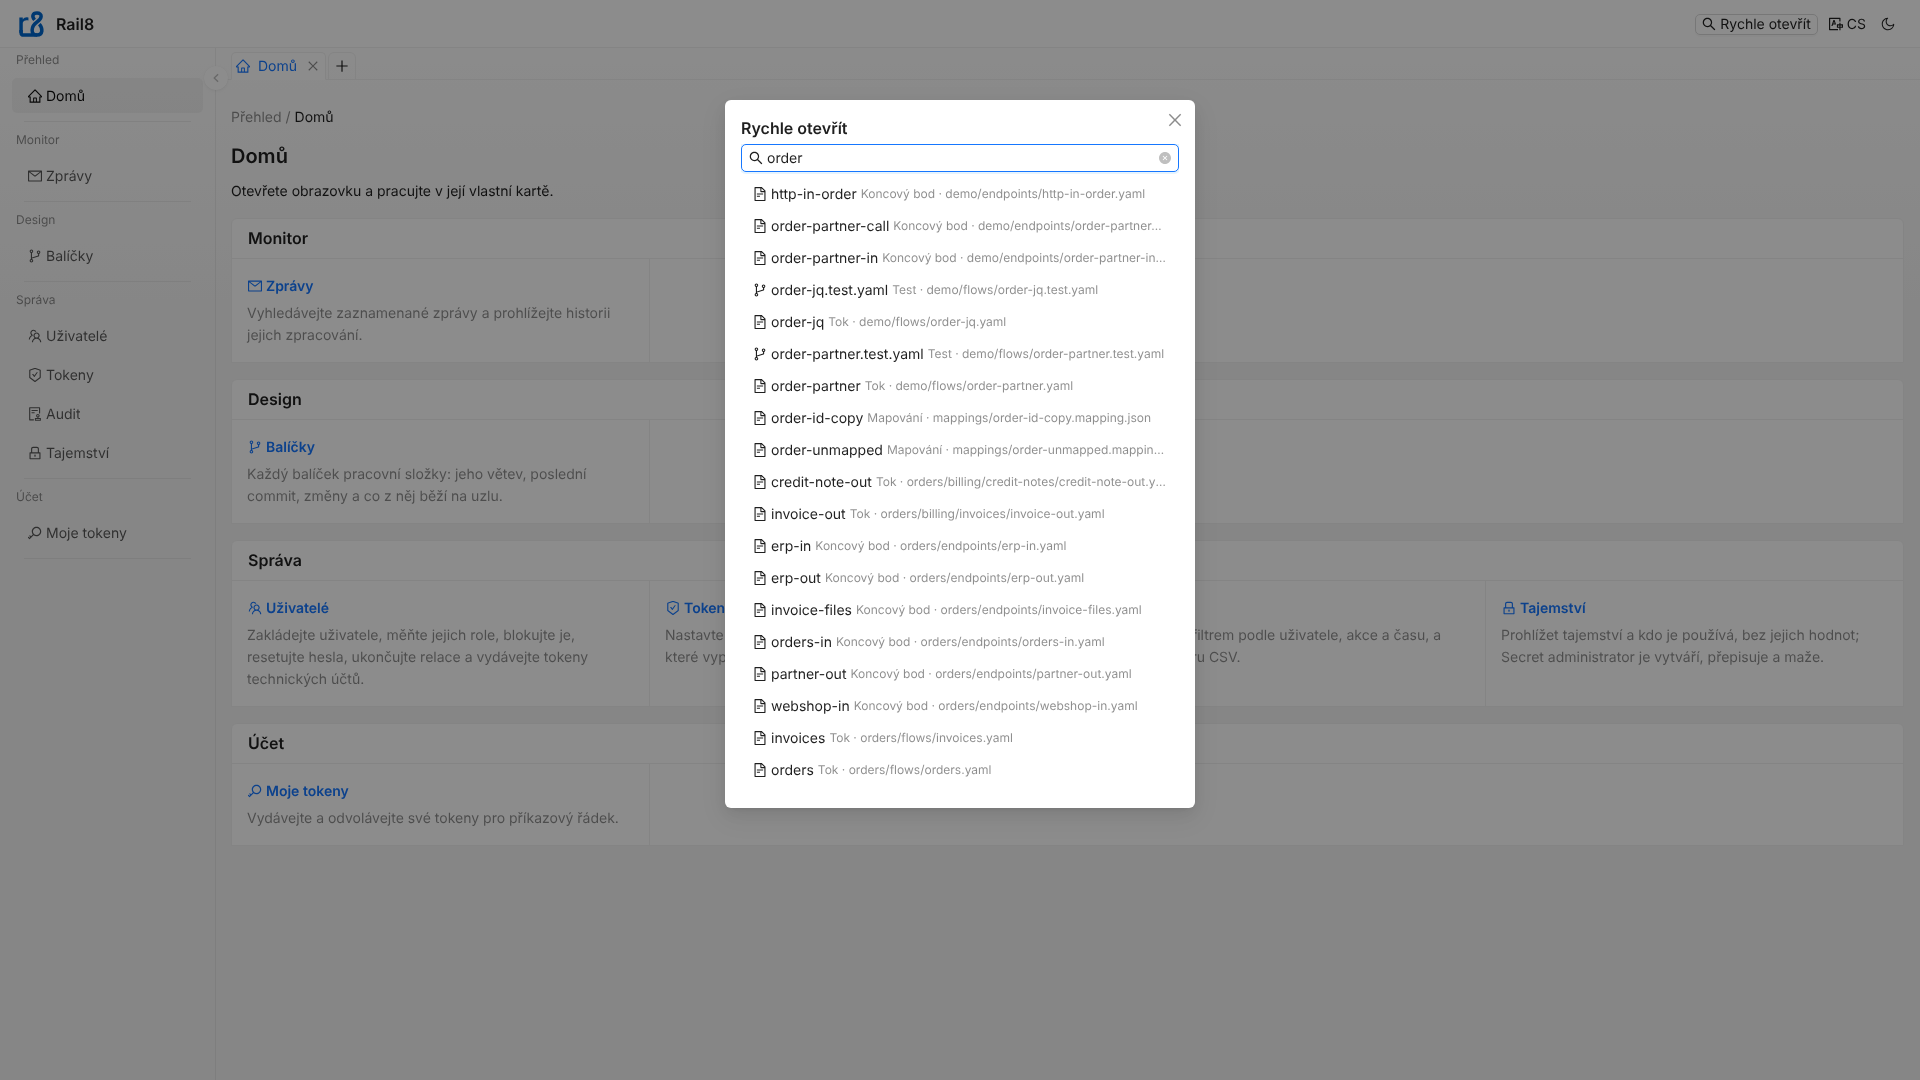 Rail8
Rychle otevřít
CS
Přehled
Domů
Monitor
Zprávy
Design
Balíčky
Správa
Uživatelé
Tokeny
Audit
Tajemství
Účet
Moje tokeny
Domů
Přehled / Domů
Domů
Otevřete obrazovku a pracujte v její vlastní kartě.
Monitor
Zprávy
Vyhledávejte zaznamenané zprávy a prohlížejte historii
jejich zpracování.
Design
Balíčky
Každý balíček pracovní složky: jeho větev, poslední
commit, změny a co z něj běží na uzlu.
Správa
Uživatelé
Zakládejte uživatele, měňte jejich role, blokujte je,
resetujte hesla, ukončujte relace a vydávejte tokeny
technických účtů.
Nastavte
které
Tajemství
Prohlížet tajemství a kdo je používá, bez jejich hodnot;
Secret administrator je vytváří, přepisuje a maže.
podle uživatele, akce a času, a
CSV.
Účet
Moje tokeny
Vydávejte a odvolávejte své tokeny pro příkazový řádek.
Rychle otevřít
order
http-in-order Koncový bod · demo/endpoints/http-in-order.yaml
order-partner-call Koncový bod · demo/endpoints/order-partner...
order-partner-in Koncový bod · demo/endpoints/order-partner-in...
order-jq.test.yaml Test · demo/flows/order-jq.test.yaml
order-jq Tok · demo/flows/order-jq.yaml
order-partner.test.yaml Test · demo/flows/order-partner.test.yaml
order-partner Tok · demo/flows/order-partner.yaml
order-id-copy Mapování · mappings/order-id-copy.mapping.json
order-unmapped Mapování · mappings/order-unmapped.mappin...
credit-note-out Tok · orders/billing/credit-notes/credit-note-out.y...
invoice-out Tok · orders/billing/invoices/invoice-out.yaml
erp-in Koncový bod · orders/endpoints/erp-in.yaml
erp-out Koncový bod · orders/endpoints/erp-out.yaml
invoice-files Koncový bod · orders/endpoints/invoice-files.yaml
orders-in Koncový bod · orders/endpoints/orders-in.yaml
partner-out Koncový bod · orders/endpoints/partner-out.yaml
webshop-in Koncový bod · orders/endpoints/webshop-in.yaml
invoices Tok · orders/flows/invoices.yaml
orders Tok · orders/flows/orders.yaml